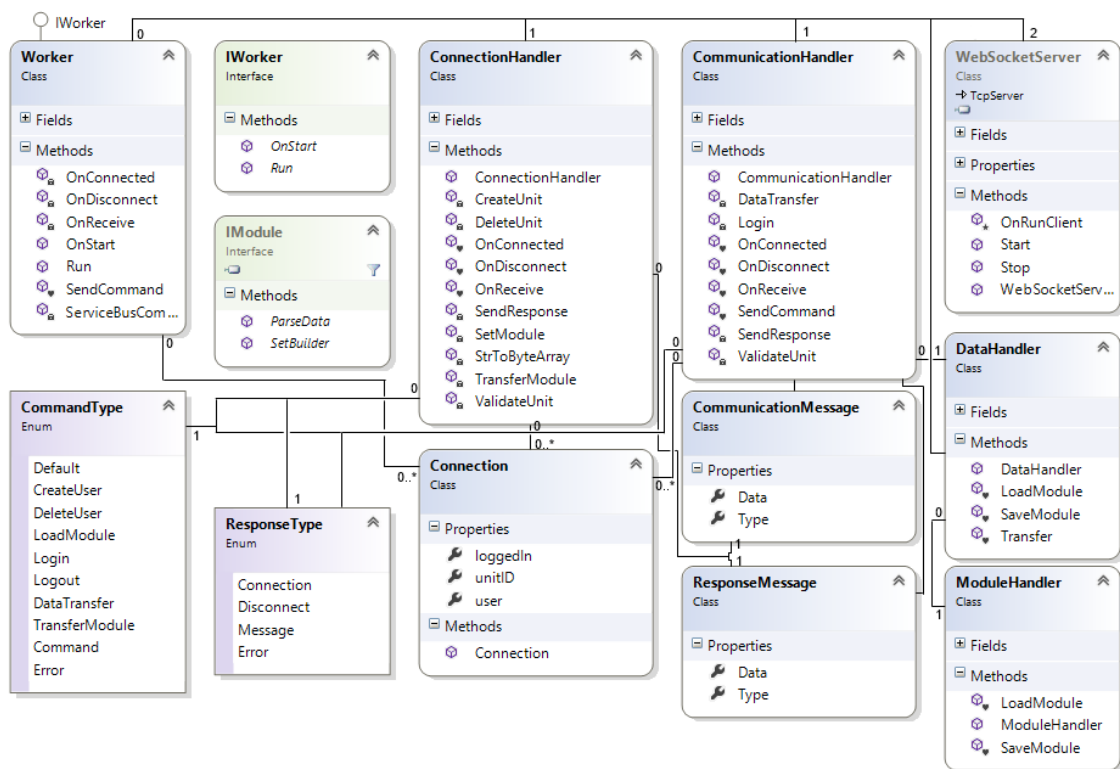 IWorker
0
1
1
2
Worker
Class
Fields
Methods
OnConnected
OnDisconnect
OnReceive
OnStart
Run
SendCommand
ServiceBusCom...
IWorker
Interface
Methods
OnStart
Run
IModule
Interface
Methods
ParseData
SetBuilder
ConnectionHandler
Class
Fields
Methods
ConnectionHandler
CreateUnit
DeleteUnit
OnConnected
OnDisconnect
OnReceive
SendResponse
SetModule
StrToByteArray
TransferModule
ValidateUnit
CommunicationHandler
Class
Fields
Methods
CommunicationHandler
DataTransfer
Login
OnConnected
OnDisconnect
OnReceive
SendCommand
SendResponse
ValidateUnit
WebSocketServer
Class
TcpServer
Fields
Properties
Methods
OnRunClient
Start
Stop
WebSocketServ...
0
0
0
0
0
0
1
DataHandler
Class
Fields
Methods
DataHandler
LoadModule
SaveModule
Transfer
CommandType
Enum
Default
CreateUser
DeleteUser
LoadModule
Login
Logout
DataTransfer
TransferModule
Command
Error
1
1
ResponseType
Enum
Connection
Disconnect
Message
Error
0
0..*
0..*
0..*
Connection
Class
Properties
loggedIn
unitID
user
Methods
Connection
CommunicationMessage
Class
Properties
Data
Type
1
1
ResponseMessage
Class
Properties
Data
Type
0
1
ModuleHandler
Class
Fields
Methods
LoadModule
ModuleHandler
SaveModule